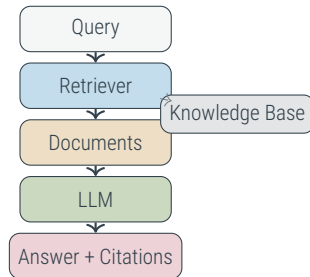 Query
Retriever
Knowledge Base
Documents
LLM
Answer + Citations